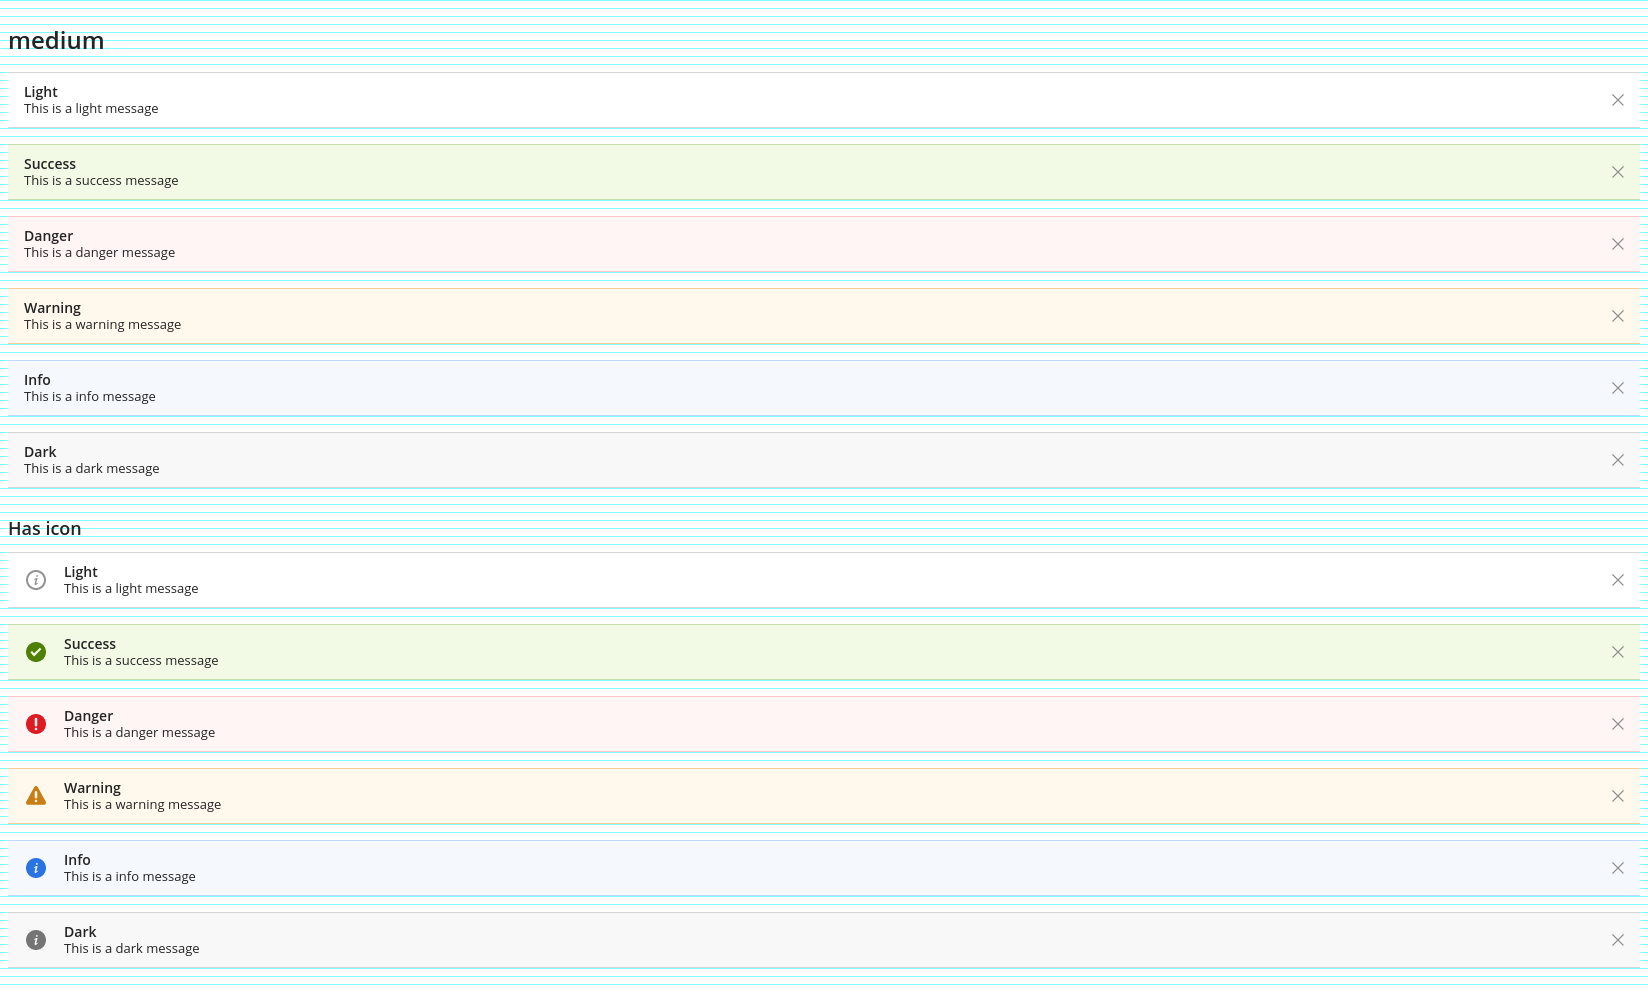 medium
Light
This is a light message
Success
This is a success message
Danger
This is a danger message
Warning
This is a warning message
Info
This is a info message
Dark
This is a dark message
Has icon
Light
This is a light message
Success
This is a success message
Danger
This is a danger message
Warning
This is a warning message
Info
This is a info message
Dark
This is a dark message